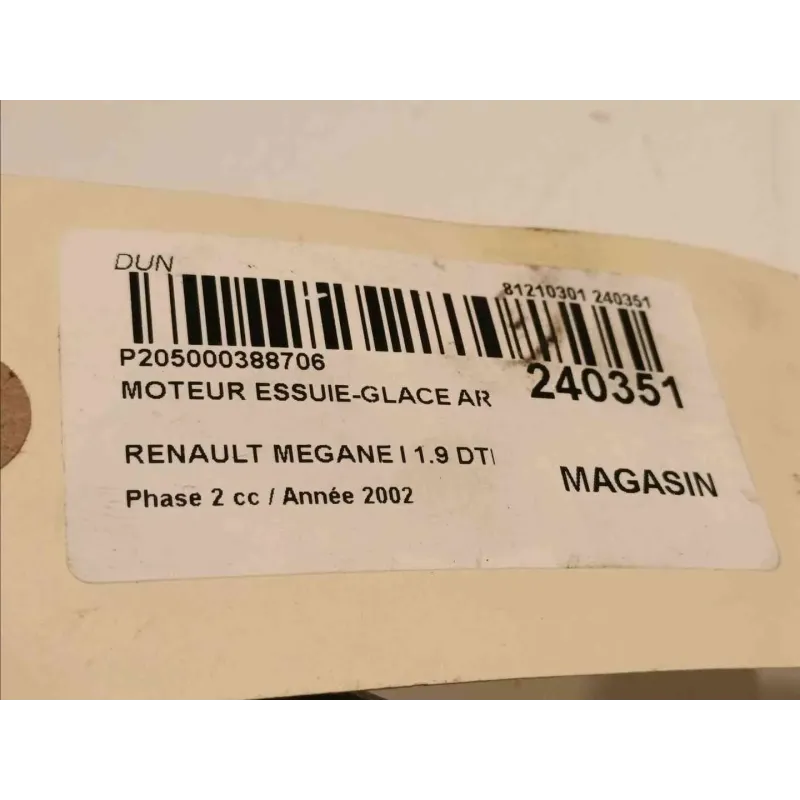 DUN
81210301 240351
P205000388706
240351
MOTEUR ESSUIE-GLACE AR
RENAULT MEGANE I 1.9 DTI
MAGASIN
Phase 2 cc / Année 2002